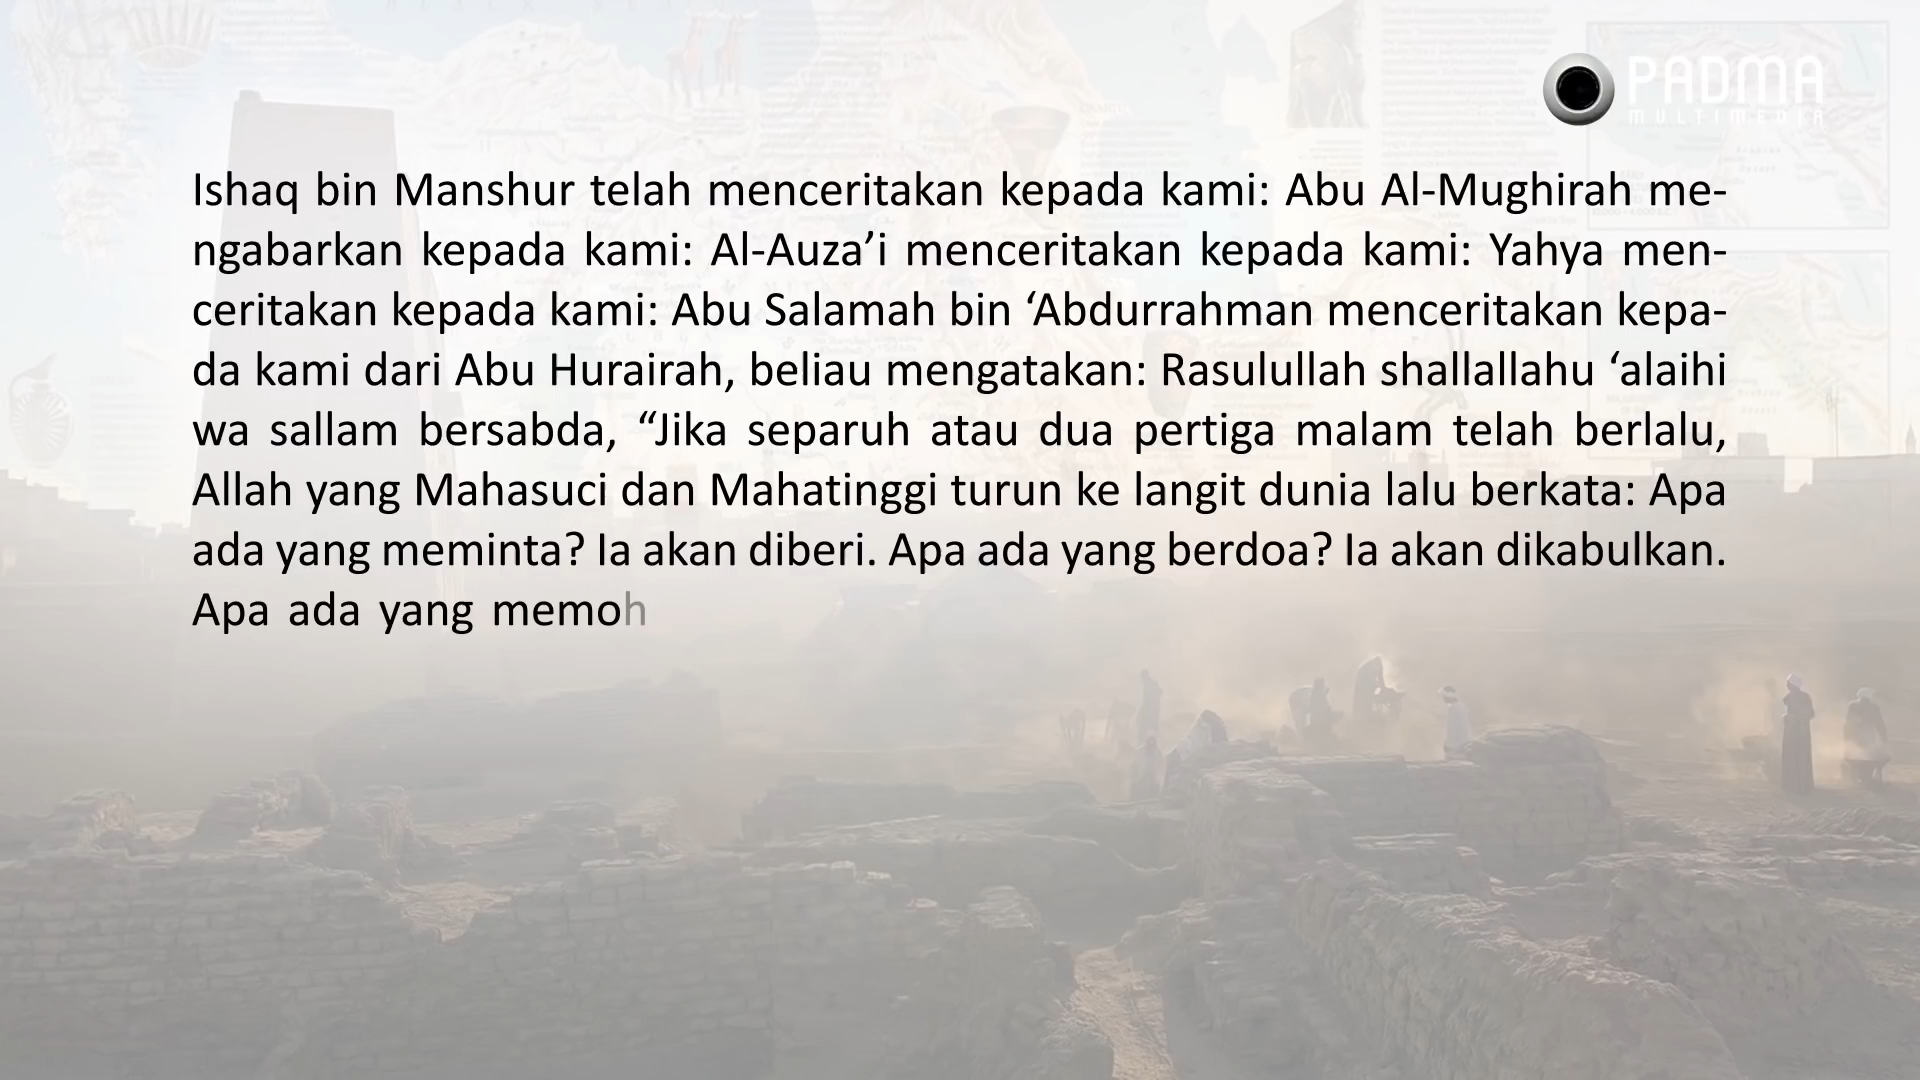 PADMA
MULTIMEDIA
Ishaq bin Manshur telah menceritakan kepada kami: Abu Al-Mughirah me-
ngabarkan kepada kami: Al-Auza’i menceritakan kepada kami: Yahya men-
ceritakan kepada kami: Abu Salamah bin ‘Abdurrahman menceritakan kepa-
da kami dari Abu Hurairah, beliau mengatakan: Rasulullah shallallahu ‘alaihi
wa sallam bersabda, “Jika separuh atau dua pertiga malam telah berlalu,
Allah yang Mahasuci dan Mahatinggi turun ke langit dunia lalu berkata: Apa
ada yang meminta? Ia akan diberi. Apa ada yang berdoa? Ia akan dikabulkan.
Apa ada yang memoh